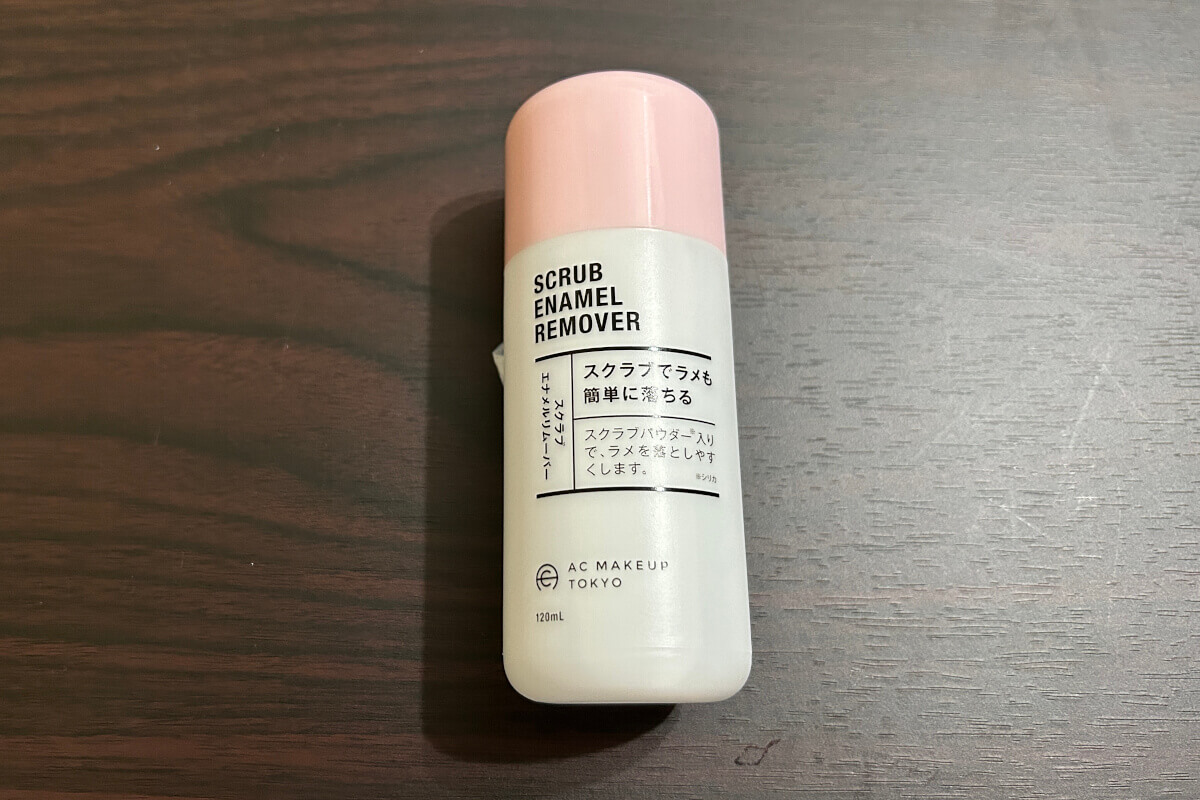 SCRUB
ENAMEL
REMOVER
スクラブ
エナメルリムーバー
スクラブでラメも
簡単に落ちる
スクラブパウダー※入り
で、ラメを落としやす
くします。
※シリカ
AC MAKEUP
TOKYO
120mL